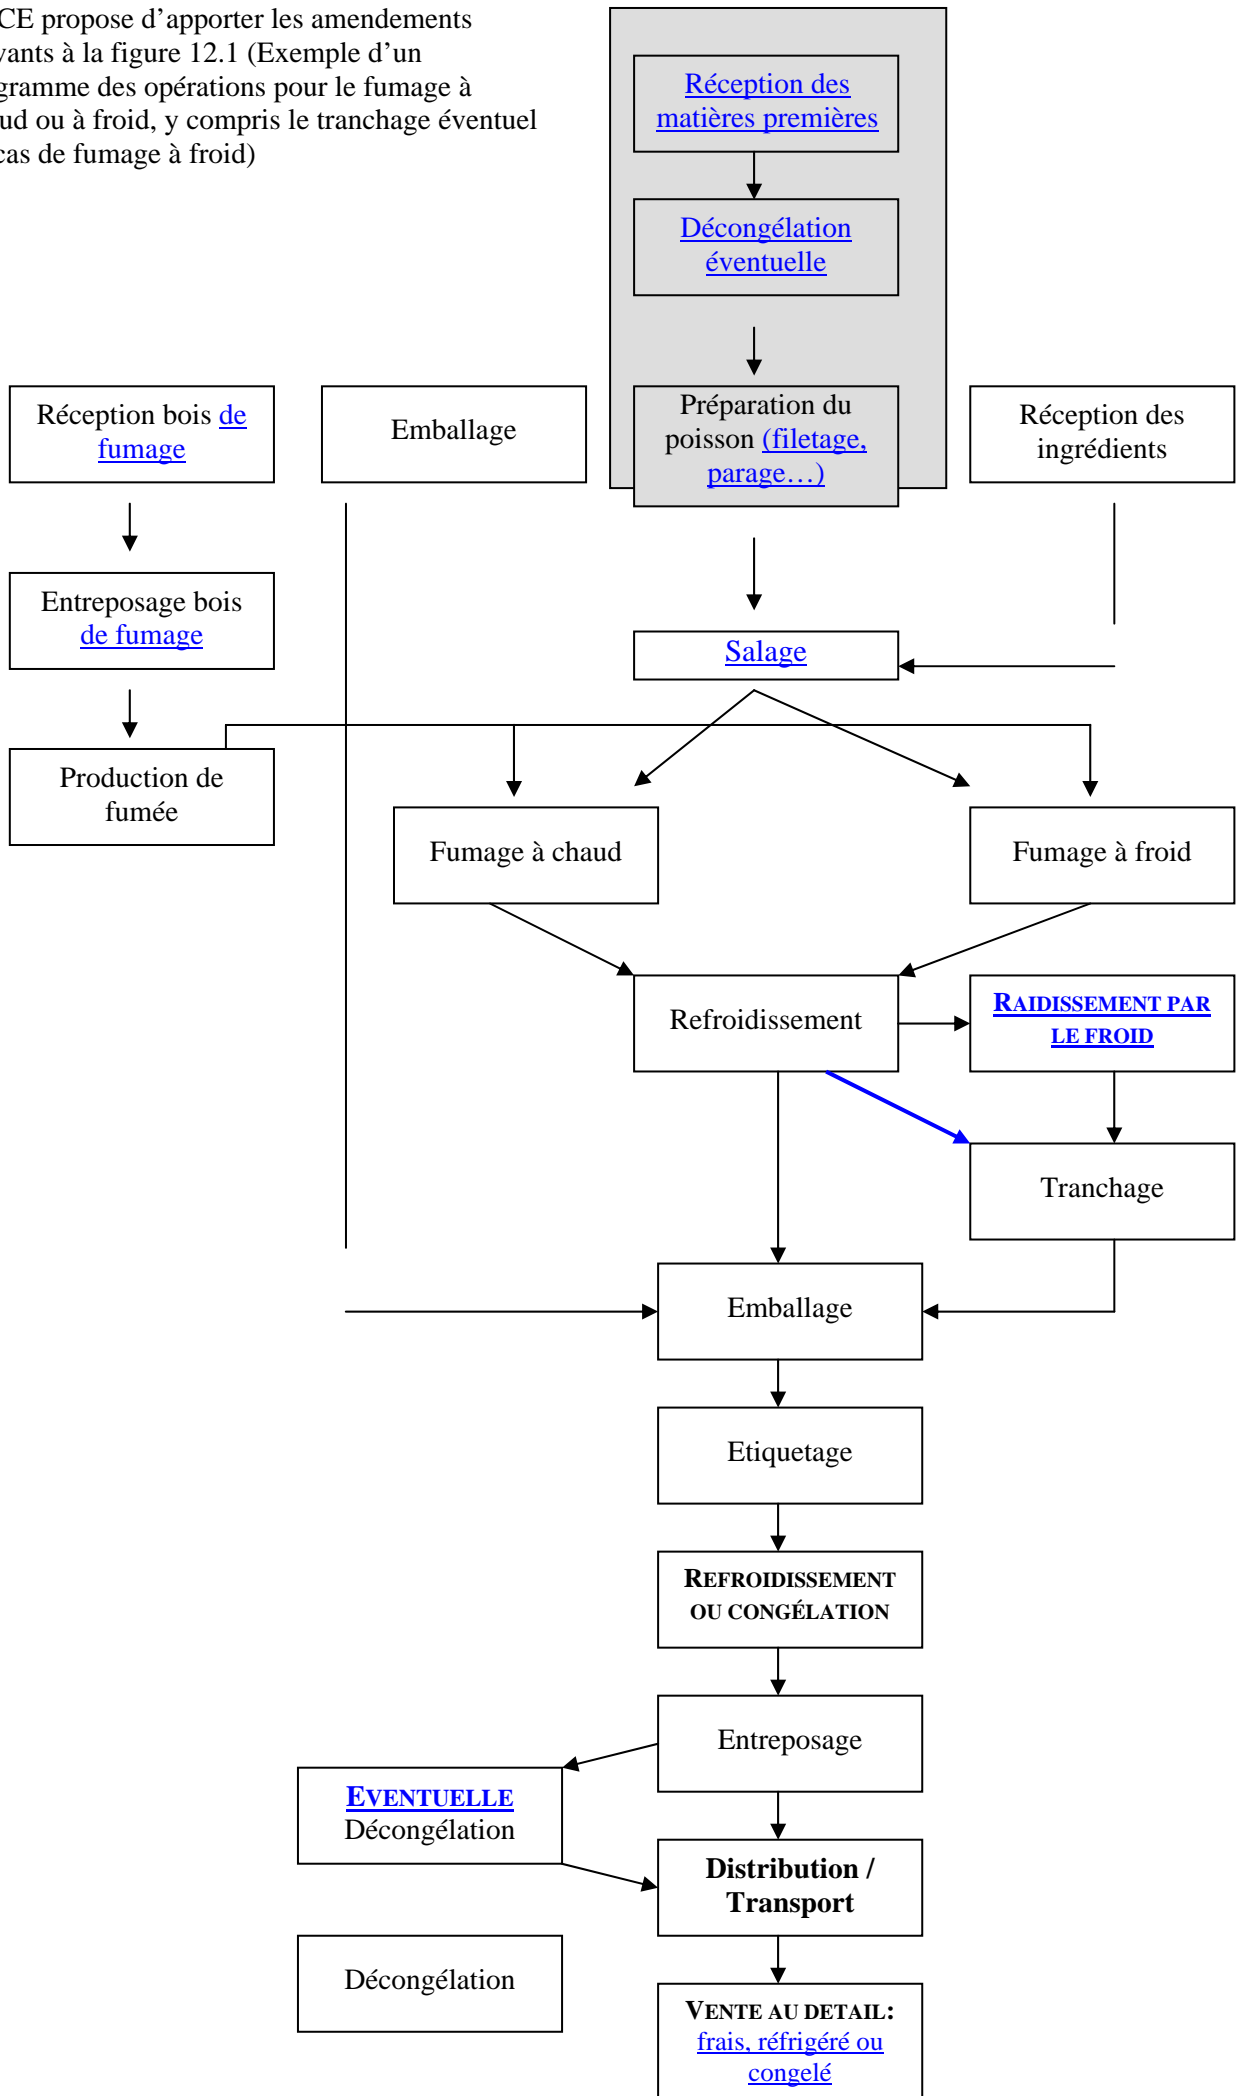 CE propose d’apporter les amendements
vants à la figure 12.1 (Exemple d’un
gramme des opérations pour le fumage à
ud ou à froid, y compris le tranchage éventuel
cas de fumage à froid)
Réception des
matières premières
Décongélation
éventuelle
Réception bois de
fumage
Emballage
Préparation du
poisson (filetage,
parage…)
Réception des
ingrédients
Entreposage bois
de fumage
Salage
Production de
fumée
Fumage à chaud
Fumage à froid
Refroidissement
RAIDISSEMENT PAR
LE FROID
Tranchage
Emballage
Etiquetage
REFROIDISSEMENT
OU CONGÉLATION
Entreposage
EVENTUELLE
Décongélation
Distribution /
Transport
Décongélation
VENTE AU DETAIL:
frais, réfrigéré ou
congelé